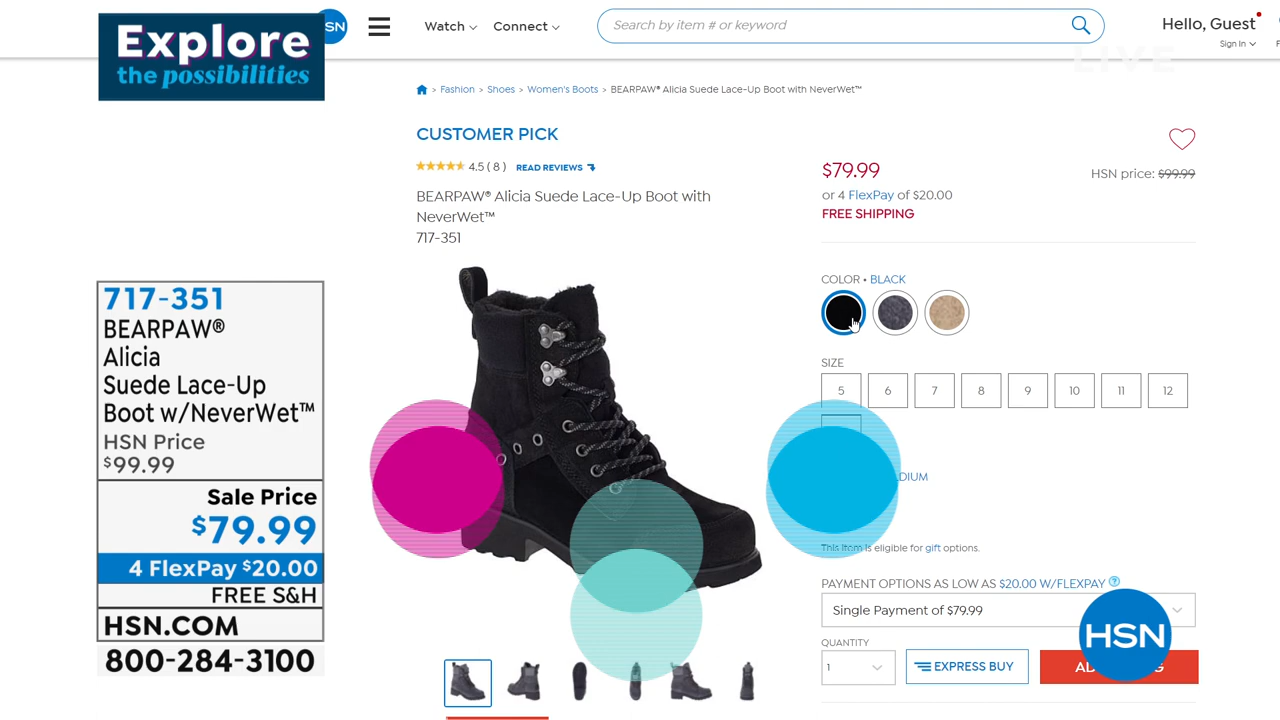 Explore
the possibilities
HSN
Watch
Connect
Search by item # or keyword
Hello, Guest
Sign In
LIVE
> Fashion > Shoes > Women's Boots > BEARPAW® Alicia Suede Lace-Up Boot with NeverWet™
CUSTOMER PICK
4.5 ( 8 ) READ REVIEWS
BEARPAW® Alicia Suede Lace-Up Boot with
NeverWet™
717-351
$79.99
HSN price: $99.99
or 4 FlexPay of $20.00
FREE SHIPPING
COLOR • BLACK
SIZE
5 6 7 8 9 10 11 12
This item is eligible for gift options.
PAYMENT OPTIONS AS LOW AS $20.00 W/FLEXPAY ?
Single Payment of $79.99
QUANTITY
1
EXPRESS BUY
HSN
717-351
BEARPAW®
Alicia
Suede Lace-Up
Boot w/NeverWet™
HSN Price
$99.99
Sale Price
$79.99
4 FlexPay $20.00
FREE S&H
HSN.COM
800-284-3100